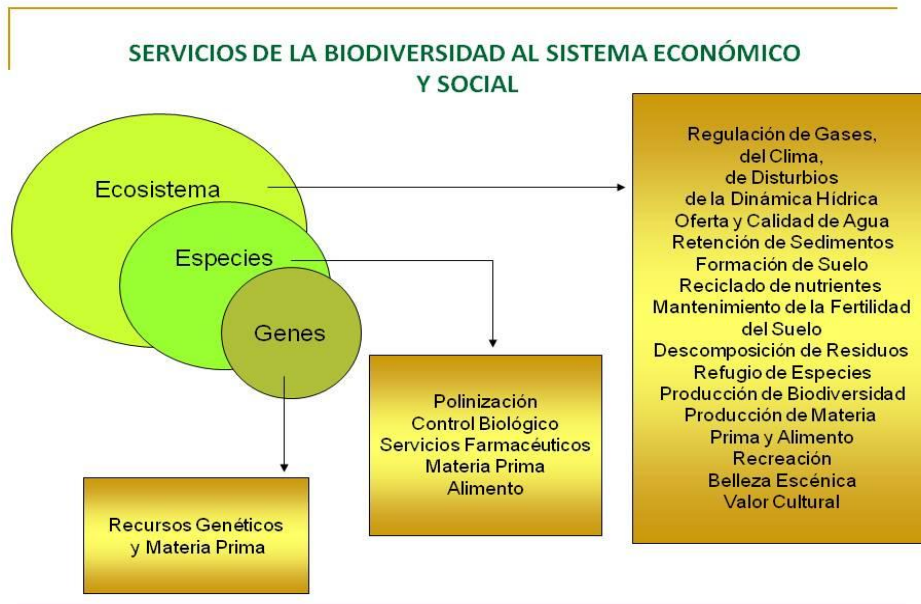 SERVICIOS DE LA BIODIVERSIDAD AL SISTEMA ECONÓMICO
Y SOCIAL
Ecosistema
Especies
Genes
Recursos Genéticos
y Materia Prima
Polinización
Control Biológico
Servicios Farmacéuticos
Materia Prima
Alimento
Regulación de Gases,
del Clima,
de Disturbios
de la Dinámica Hídrica
Oferta y Calidad de Agua
Retención de Sedimentos
Formación de Suelo
Reciclado de nutrientes
Mantenimiento de la Fertilidad
del Suelo
Descomposición de Residuos
Refugio de Especies
Producción de Biodiversidad
Producción de Materia
Prima y Alimento
Recreación
Belleza Escénica
Valor Cultural